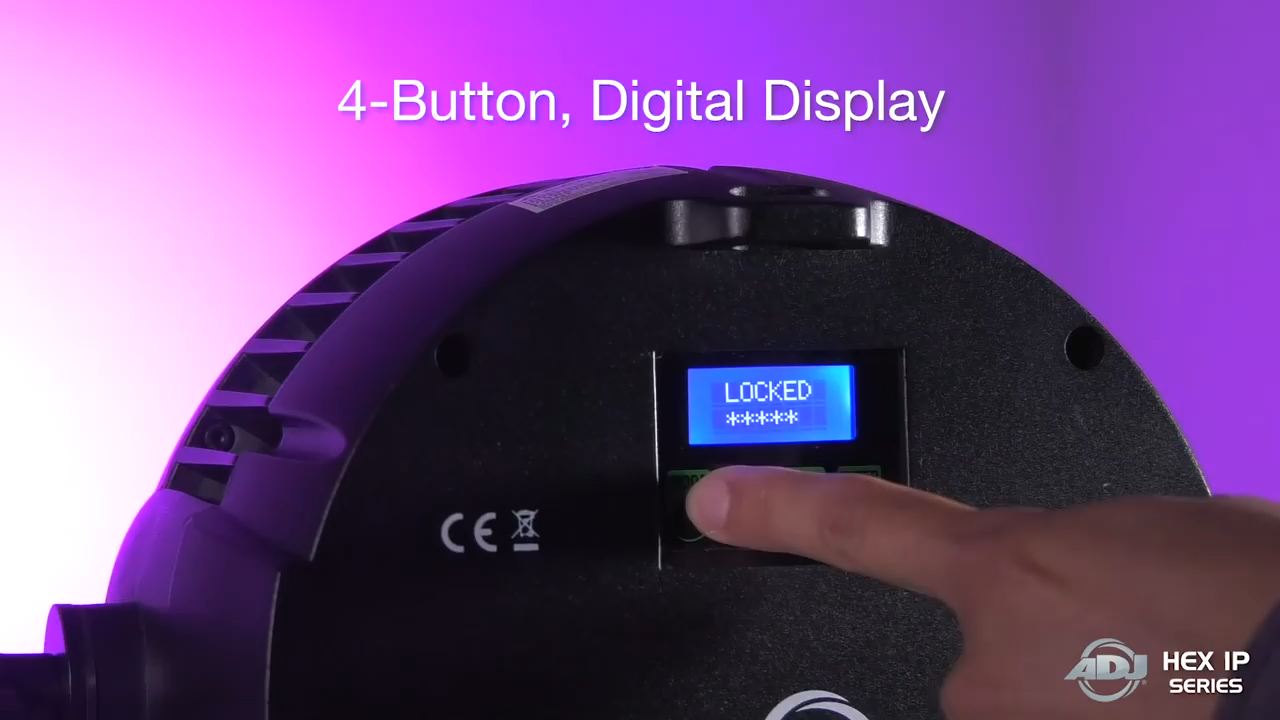 4-Button, Digital Display
LOCKED
*****
CE
ADJ
HEX IP
SERIES